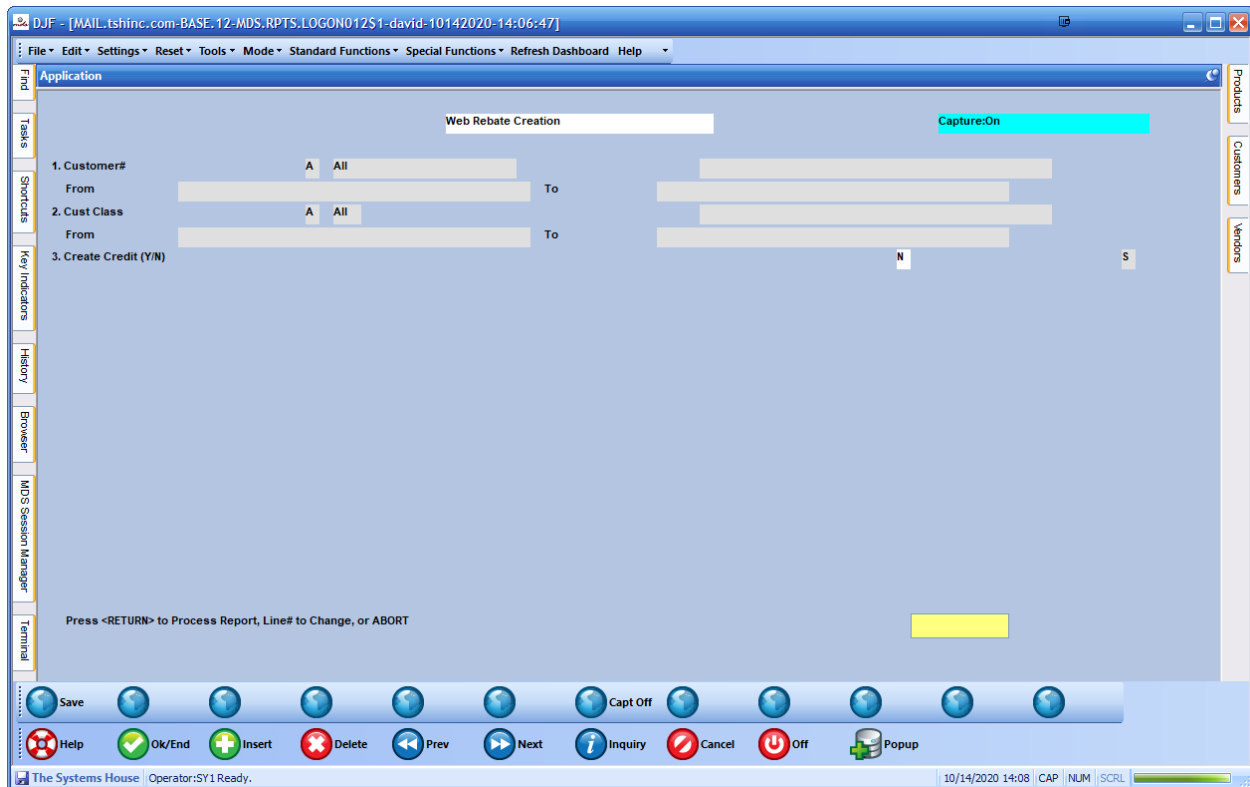 DJF - [MAIL.tshinc.com-BASE.12-MDS.RPTS.LOGON012$1-david-10142020-14:06:47]
File Edit Settings Reset Tools Mode Standard Functions Special Functions Refresh Dashboard Help
Application
Find
Tasks
Shortcuts
Key Indicators
History
Browser
MDS Session Manager
Terminal
Products
Customers
Vendors
Web Rebate Creation Capture:On
1. Customer# A All
From To
2. Cust Class A All
From To
3. Create Credit (Y/N) N S
Press <RETURN> to Process Report, Line# to Change, or ABORT
Save Capt Off
Help Ok/End Insert Delete Prev Next Inquiry Cancel Off Popup
The Systems House Operator:SY1 Ready. 10/14/2020 14:08 CAP NUM SCRL